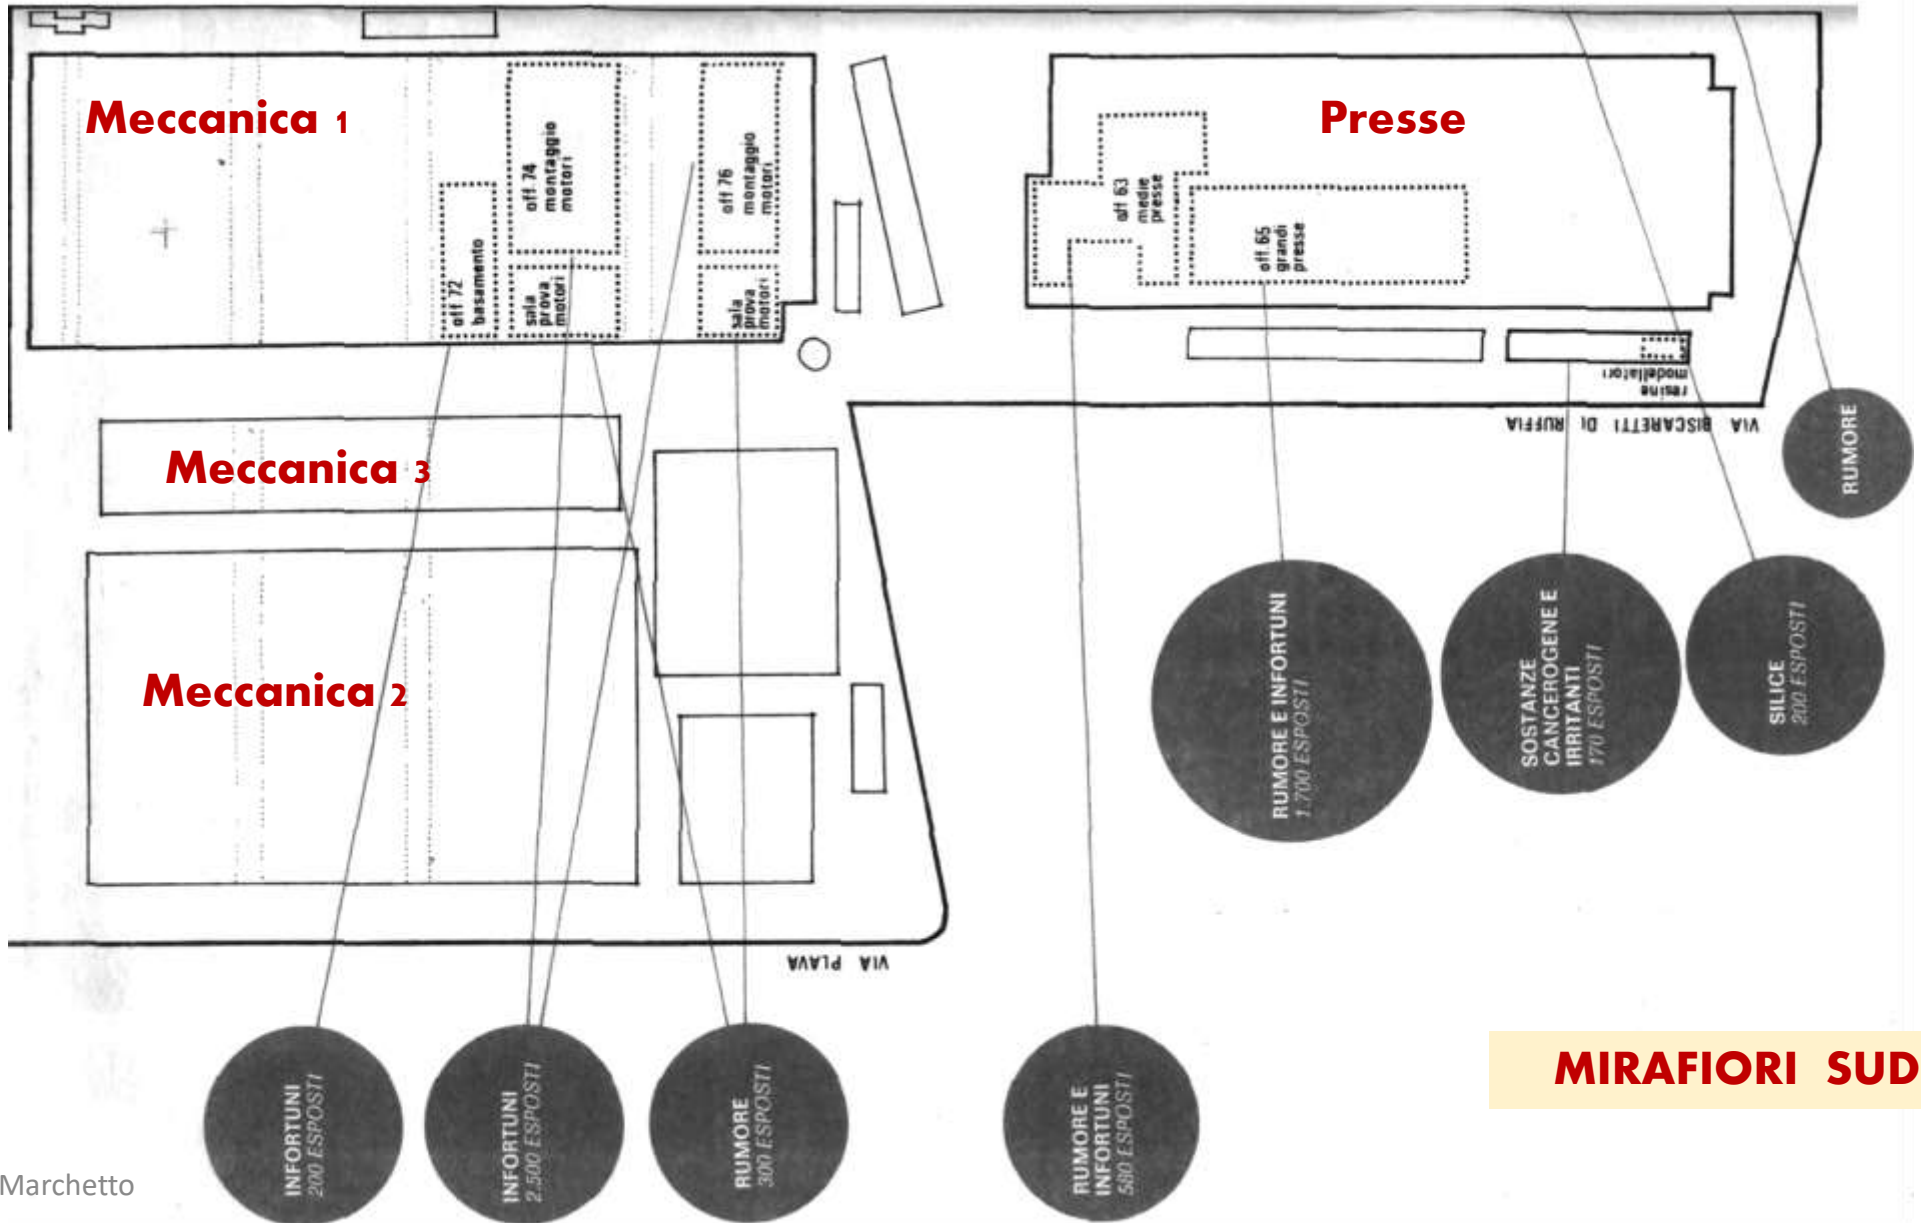 Meccanica 1
off 72
basamento
off 74
montaggio
motori
sala
prova
motori
off 76
montaggio
motori
sala
prova
motori
Presse
off 63
medie
presse
off. 65
grandi
presse
resine
modellatori
VIA BISCARETTI DI RUFFIA
Meccanica 3
Meccanica 2
VIA PLAVA
RUMORE
RUMORE E INFORTUNI
1.700 ESPOSTI
SOSTANZE
CANCEROGENE E
IRRITANTI
170 ESPOSTI
SILICE
200 ESPOSTI
INFORTUNI
200 ESPOSTI
INFORTUNI
2.500 ESPOSTI
RUMORE
300 ESPOSTI
RUMORE E
INFORTUNI
580 ESPOSTI
MIRAFIORI SUD
Marchetto